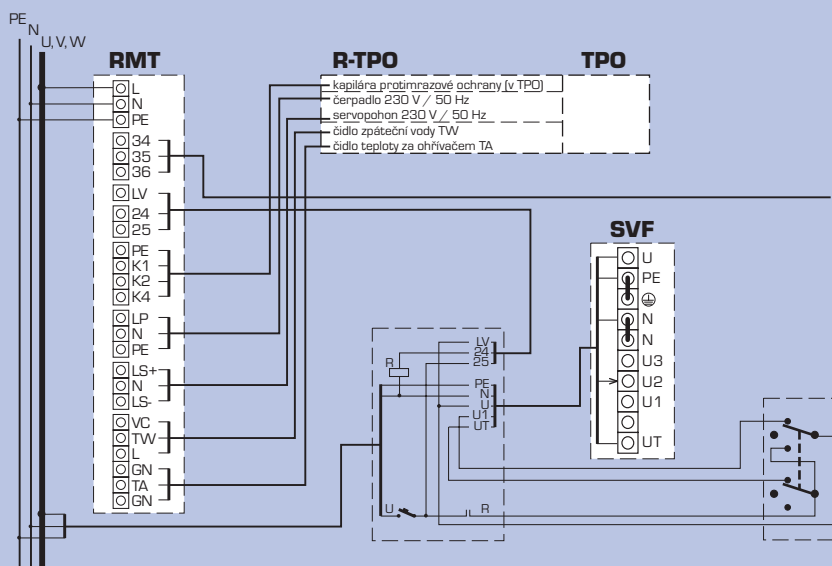 PE
N
U, V, W
RMT
R-TPO
TPO
L
N
PE
34
35
36
LV
24
25
PE
K1
K2
K4
LP
N
PE
LS+
N
LS-
VC
TW
L
GN
TA
GN
kapilára protimrazové ochrany (v TPO)
čerpadlo 230 V / 50 Hz
servopohon 230 V / 50 Hz
čidlo zpáteční vody TW
čidlo teploty za ohřívačem TA
SVF
U
PE
N
N
U3
U2
U1
UT
LV
24
25
R
PE
N
U
U1
UT
U
R